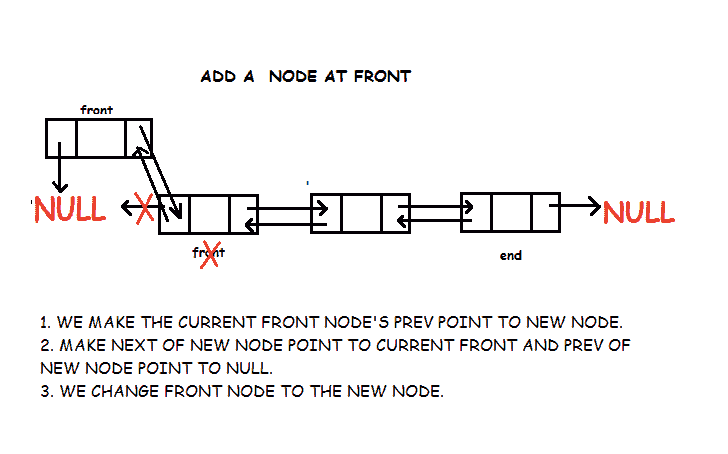 ADD A NODE AT FRONT
front
NULL
NULL
front
end
1. WE MAKE THE CURRENT FRONT NODE'S PREV POINT TO NEW NODE.
2. MAKE NEXT OF NEW NODE POINT TO CURRENT FRONT AND PREV OF
NEW NODE POINT TO NULL.
3. WE CHANGE FRONT NODE TO THE NEW NODE.